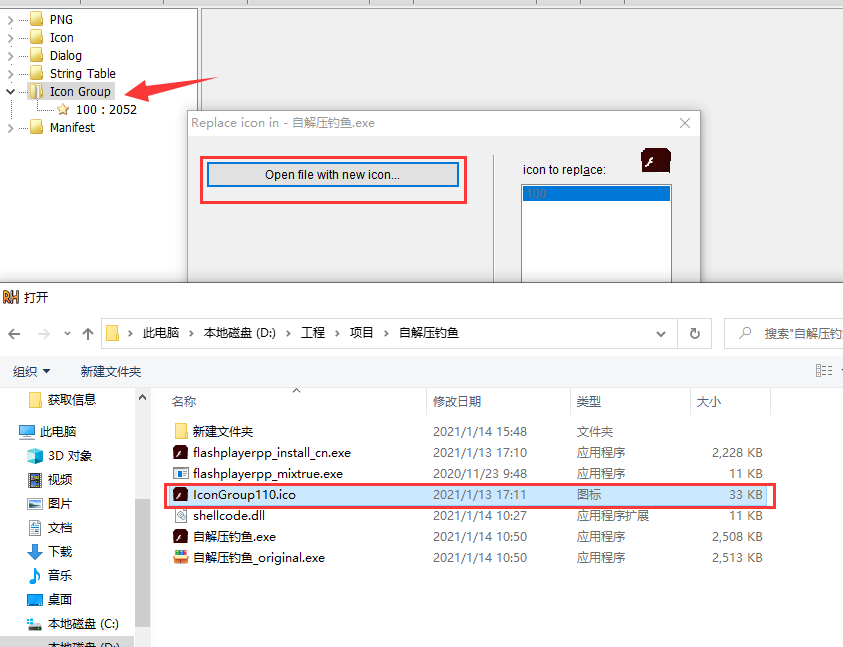 PNG
Icon
Dialog
String Table
Icon Group
100 : 2052
Manifest
Replace icon in - 自解压钓鱼.exe
Open file with new icon...
icon to replace:
100
RH 打开
此电脑 > 本地磁盘 (D:) > 工程 > 项目 > 自解压钓鱼
搜索"自解压钓
组织
新建文件夹
获取信息
此电脑
3D 对象
视频
图片
文档
下载
音乐
桌面
本地磁盘 (C:)
本地磁盘 (D:)
名称 修改日期 类型 大小
新建文件夹 2021/1/14 15:48 文件夹
flashplayerpp_install_cn.exe 2021/1/13 17:10 应用程序 2,228 KB
flashplayerpp_mixtrue.exe 2020/11/23 9:48 应用程序 11 KB
IconGroup110.ico 2021/1/13 17:11 图标 33 KB
shellcode.dll 2021/1/14 10:27 应用程序扩展 11 KB
自解压钓鱼.exe 2021/1/14 10:50 应用程序 2,508 KB
自解压钓鱼_original.exe 2021/1/14 10:50 应用程序 2,513 KB